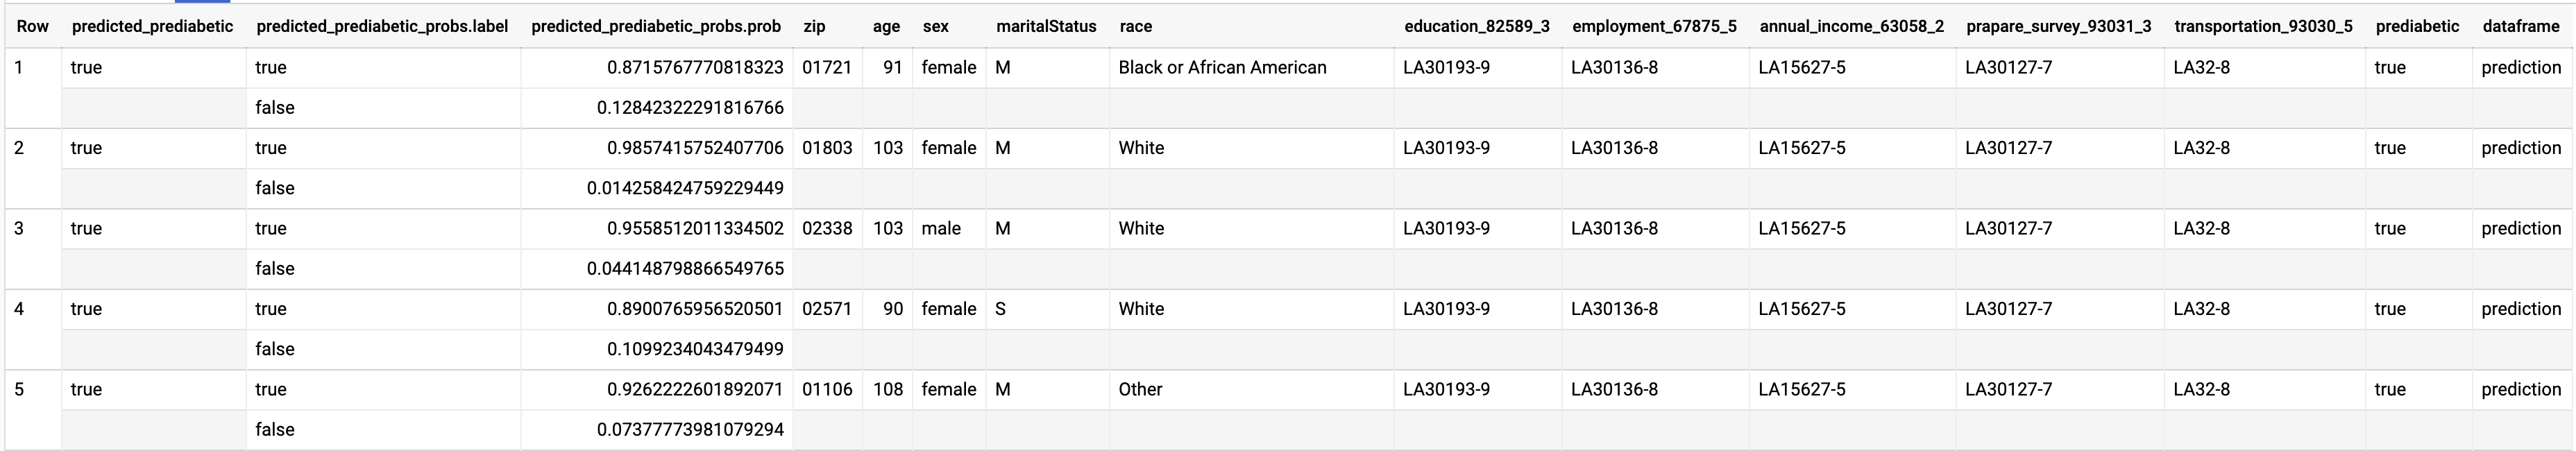 Row predicted_prediabetic predicted_prediabetic_probs.label predicted_prediabetic_probs.prob zip age sex maritalStatus race education_82589_3 employment_67875_5 annual_income_63058_2 prapare_survey_93031_3 transportation_93030_5 prediabetic dataframe
1 true true 0.8715767770818323 01721 91 female M Black or African American LA30193-9 LA30136-8 LA15627-5 LA30127-7 LA32-8 true prediction
false 0.12842322291816766
2 true true 0.9857415752407706 01803 103 female M White LA30193-9 LA30136-8 LA15627-5 LA30127-7 LA32-8 true prediction
false 0.014258424759229449
3 true true 0.9558512011334502 02338 103 male M White LA30193-9 LA30136-8 LA15627-5 LA30127-7 LA32-8 true prediction
false 0.044148798866549765
4 true true 0.8900765956520501 02571 90 female S White LA30193-9 LA30136-8 LA15627-5 LA30127-7 LA32-8 true prediction
false 0.1099234043479499
5 true true 0.9262222601892071 01106 108 female M Other LA30193-9 LA30136-8 LA15627-5 LA30127-7 LA32-8 true prediction
false 0.07377773981079294